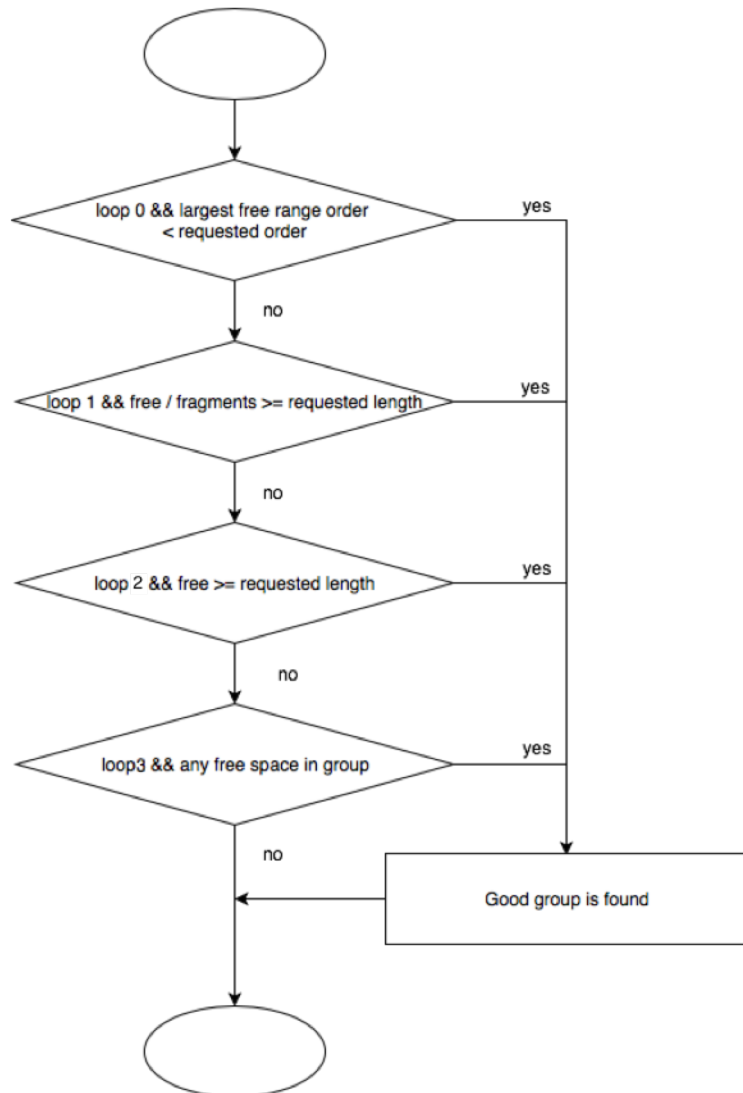 loop 0 && largest free range order
< requested order
yes
no
loop 1 && free / fragments >= requested length
yes
no
loop 2 && free >= requested length
yes
no
loop3 && any free space in group
yes
no
Good group is found